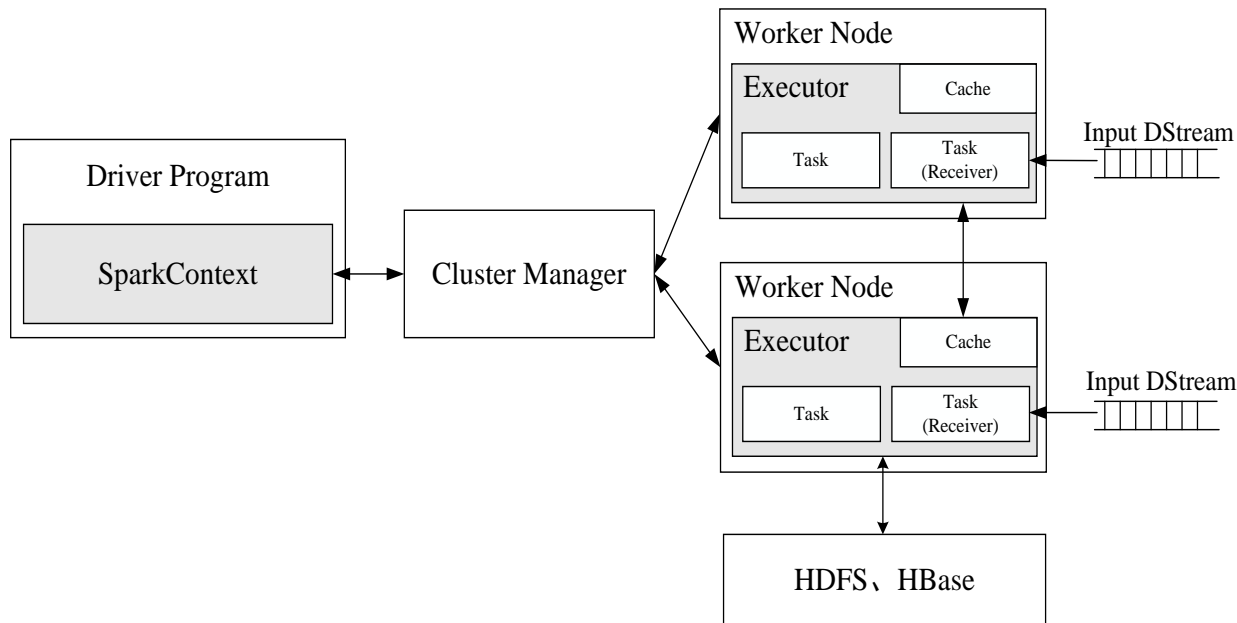 Driver Program
SparkContext
Cluster Manager
Worker Node
Executor
Cache
Task
Task
(Receiver)
Input DStream
Worker Node
Executor
Cache
Task
Task
(Receiver)
Input DStream
HDFS、HBase